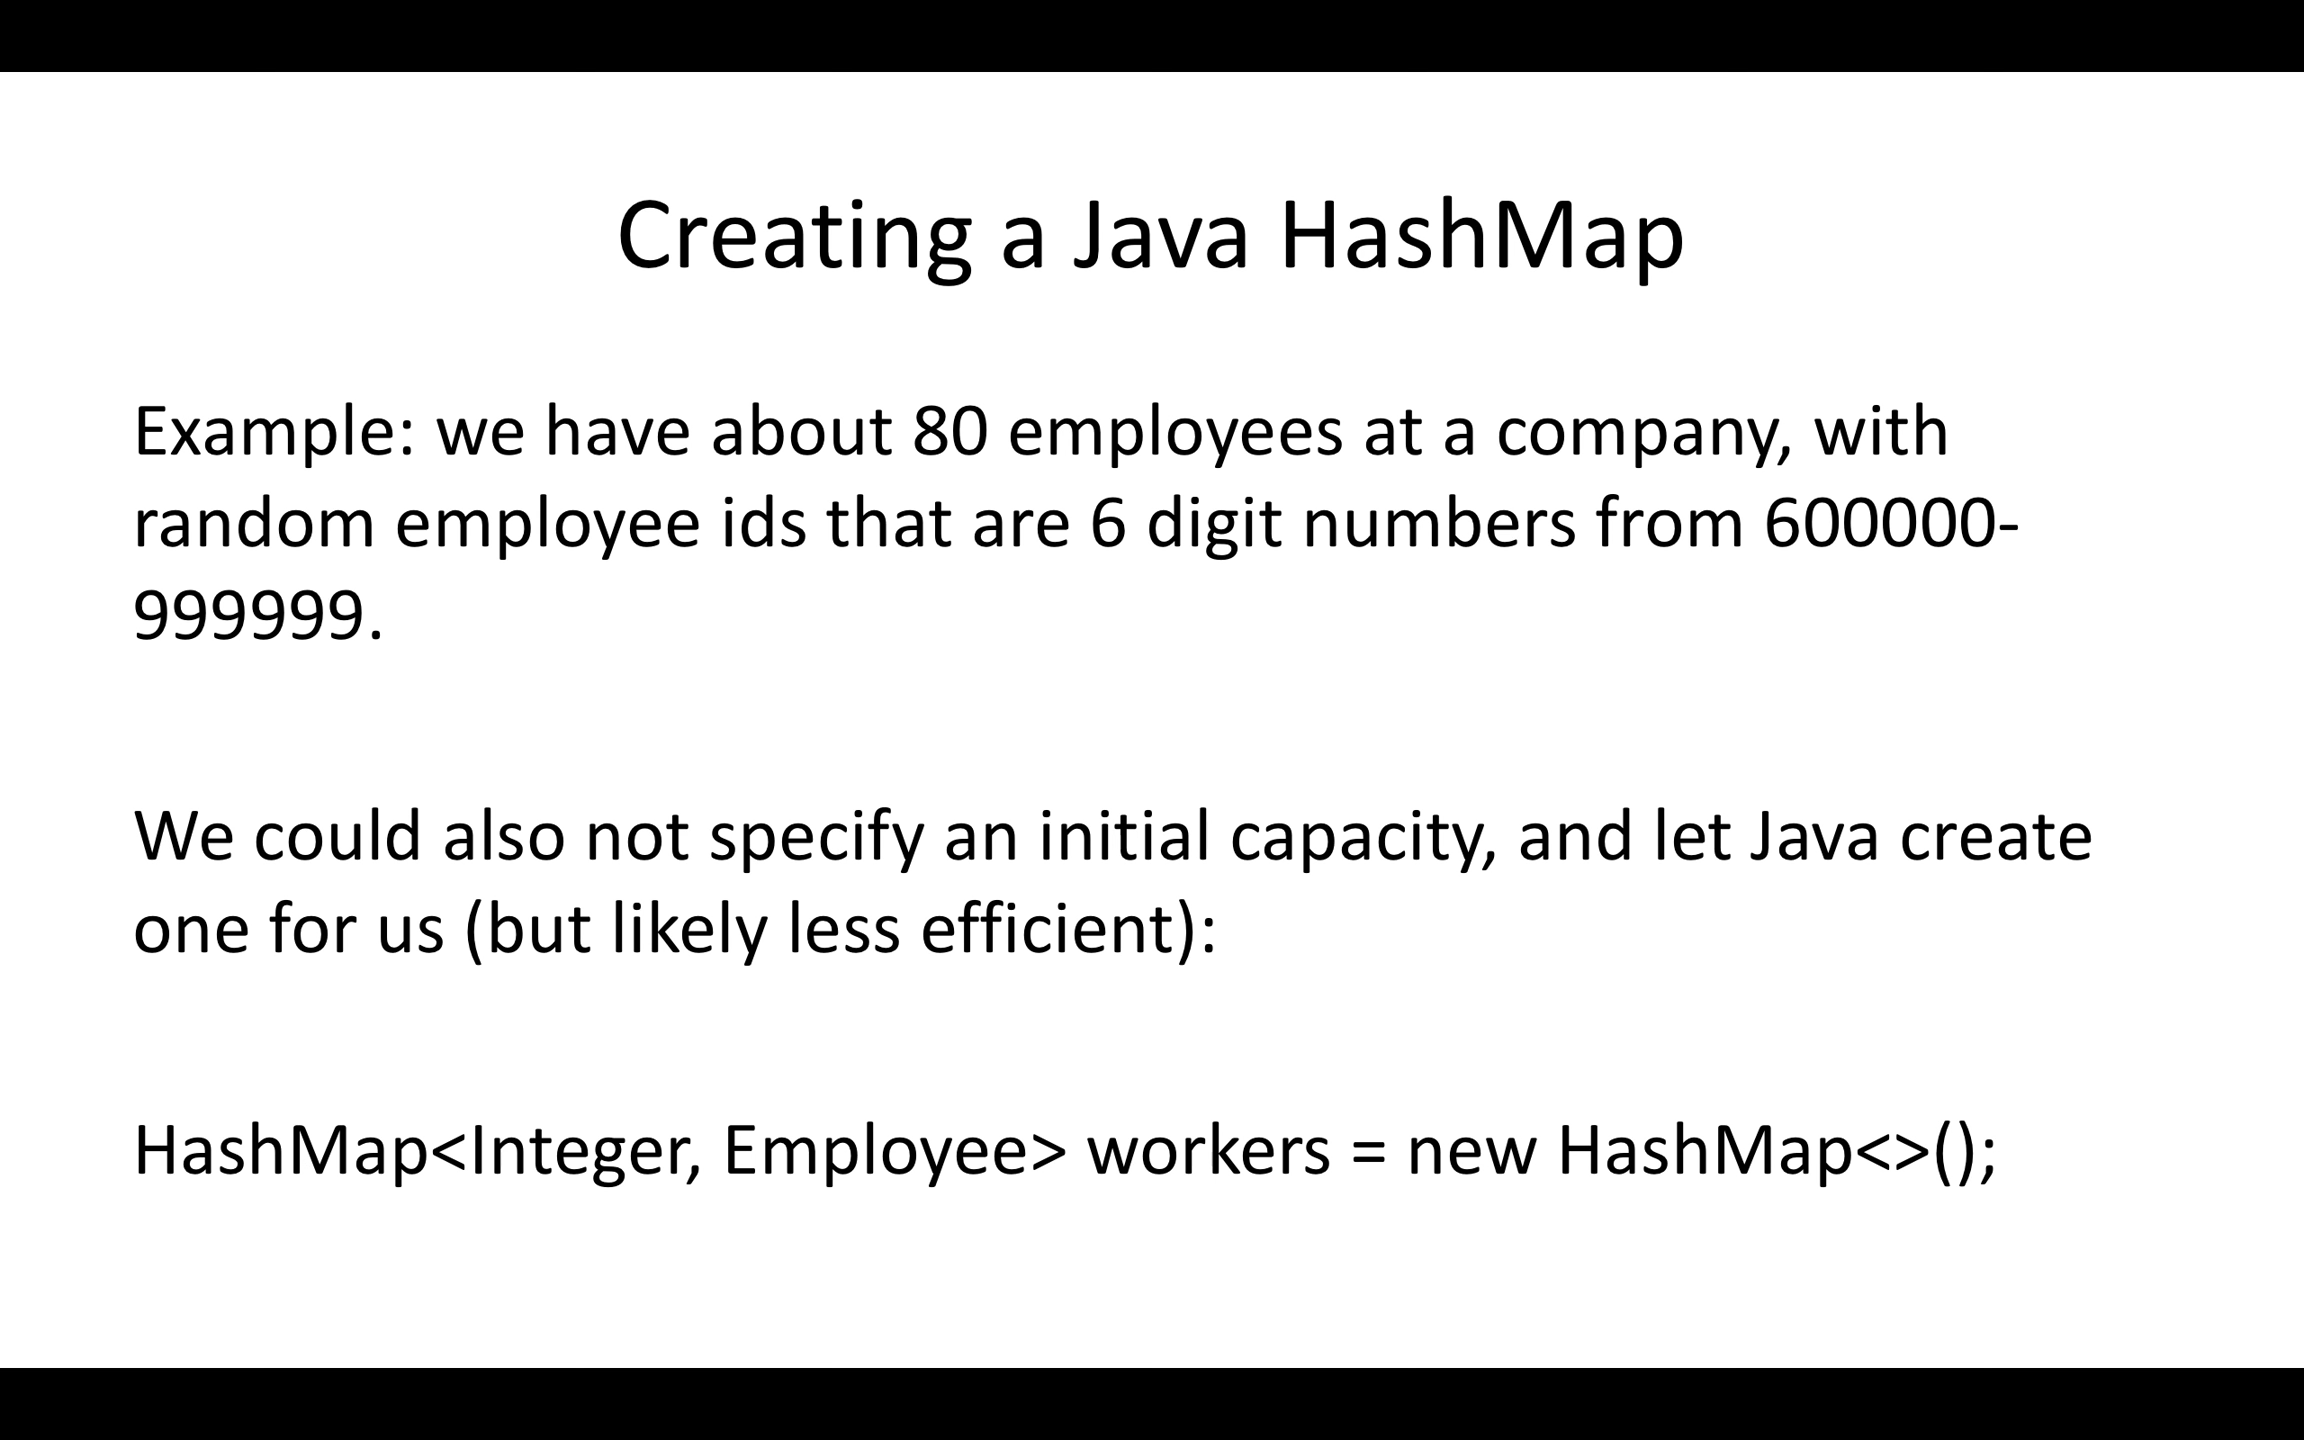 Creating a Java HashMap
Example: we have about 80 employees at a company, with
random employee ids that are 6 digit numbers from 600000-
999999.
We could also not specify an initial capacity, and let Java create
one for us (but likely less efficient):
HashMap<Integer, Employee> workers = new HashMap<>();